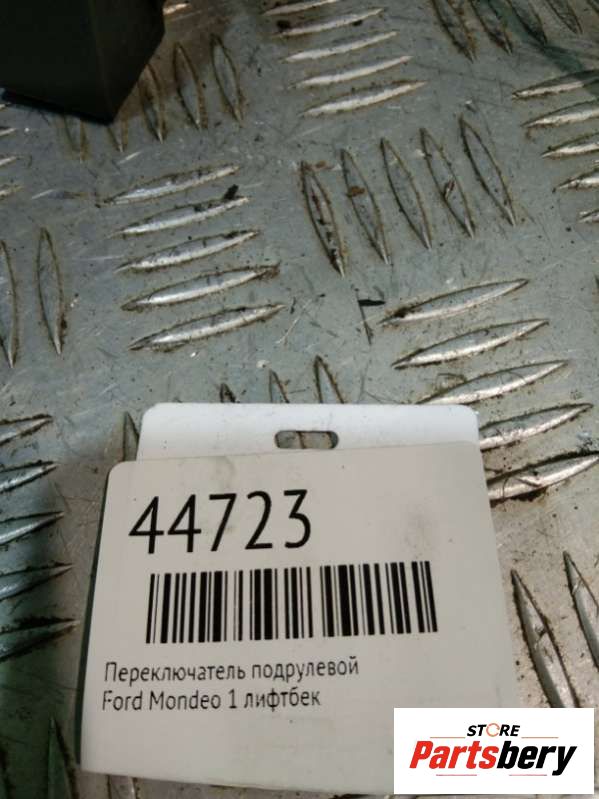 44723
Переключатель подрулевой
Ford Mondeo 1 лифтбек
STORE
Partsbery